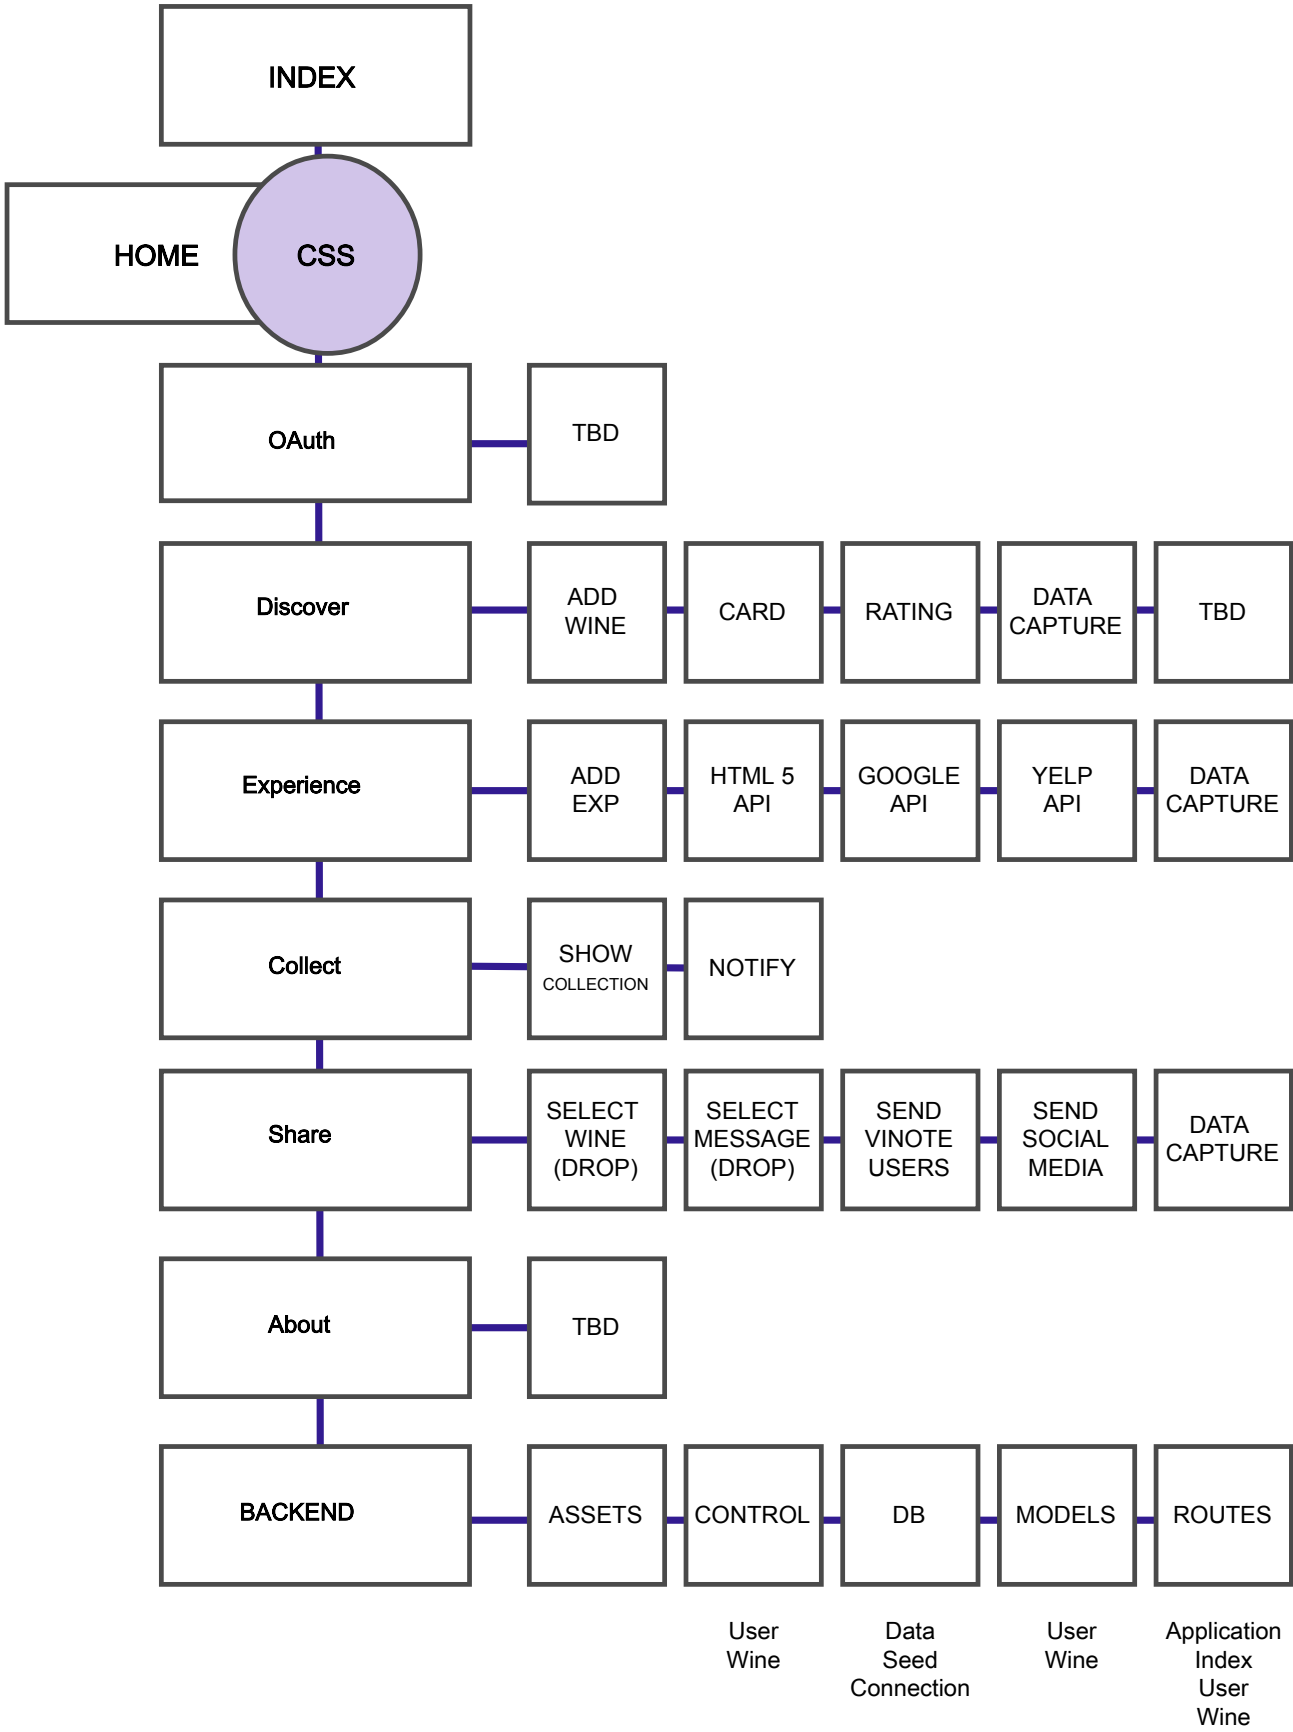 INDEX
HOME
CSS
OAuth
TBD
Discover
ADD
WINE
CARD
RATING
DATA
CAPTURE
TBD
Experience
ADD
EXP
HTML 5
API
GOOGLE
API
YELP
API
DATA
CAPTURE
Collect
SHOW
COLLECTION
NOTIFY
Share
SELECT
WINE
(DROP)
SELECT
MESSAGE
(DROP)
SEND
VINOTE
USERS
SEND
SOCIAL
MEDIA
DATA
CAPTURE
About
TBD
BACKEND
ASSETS
CONTROL
DB
MODELS
ROUTES
User
Wine
Data
Seed
Connection
User
Wine
Application
Index
User
Wine